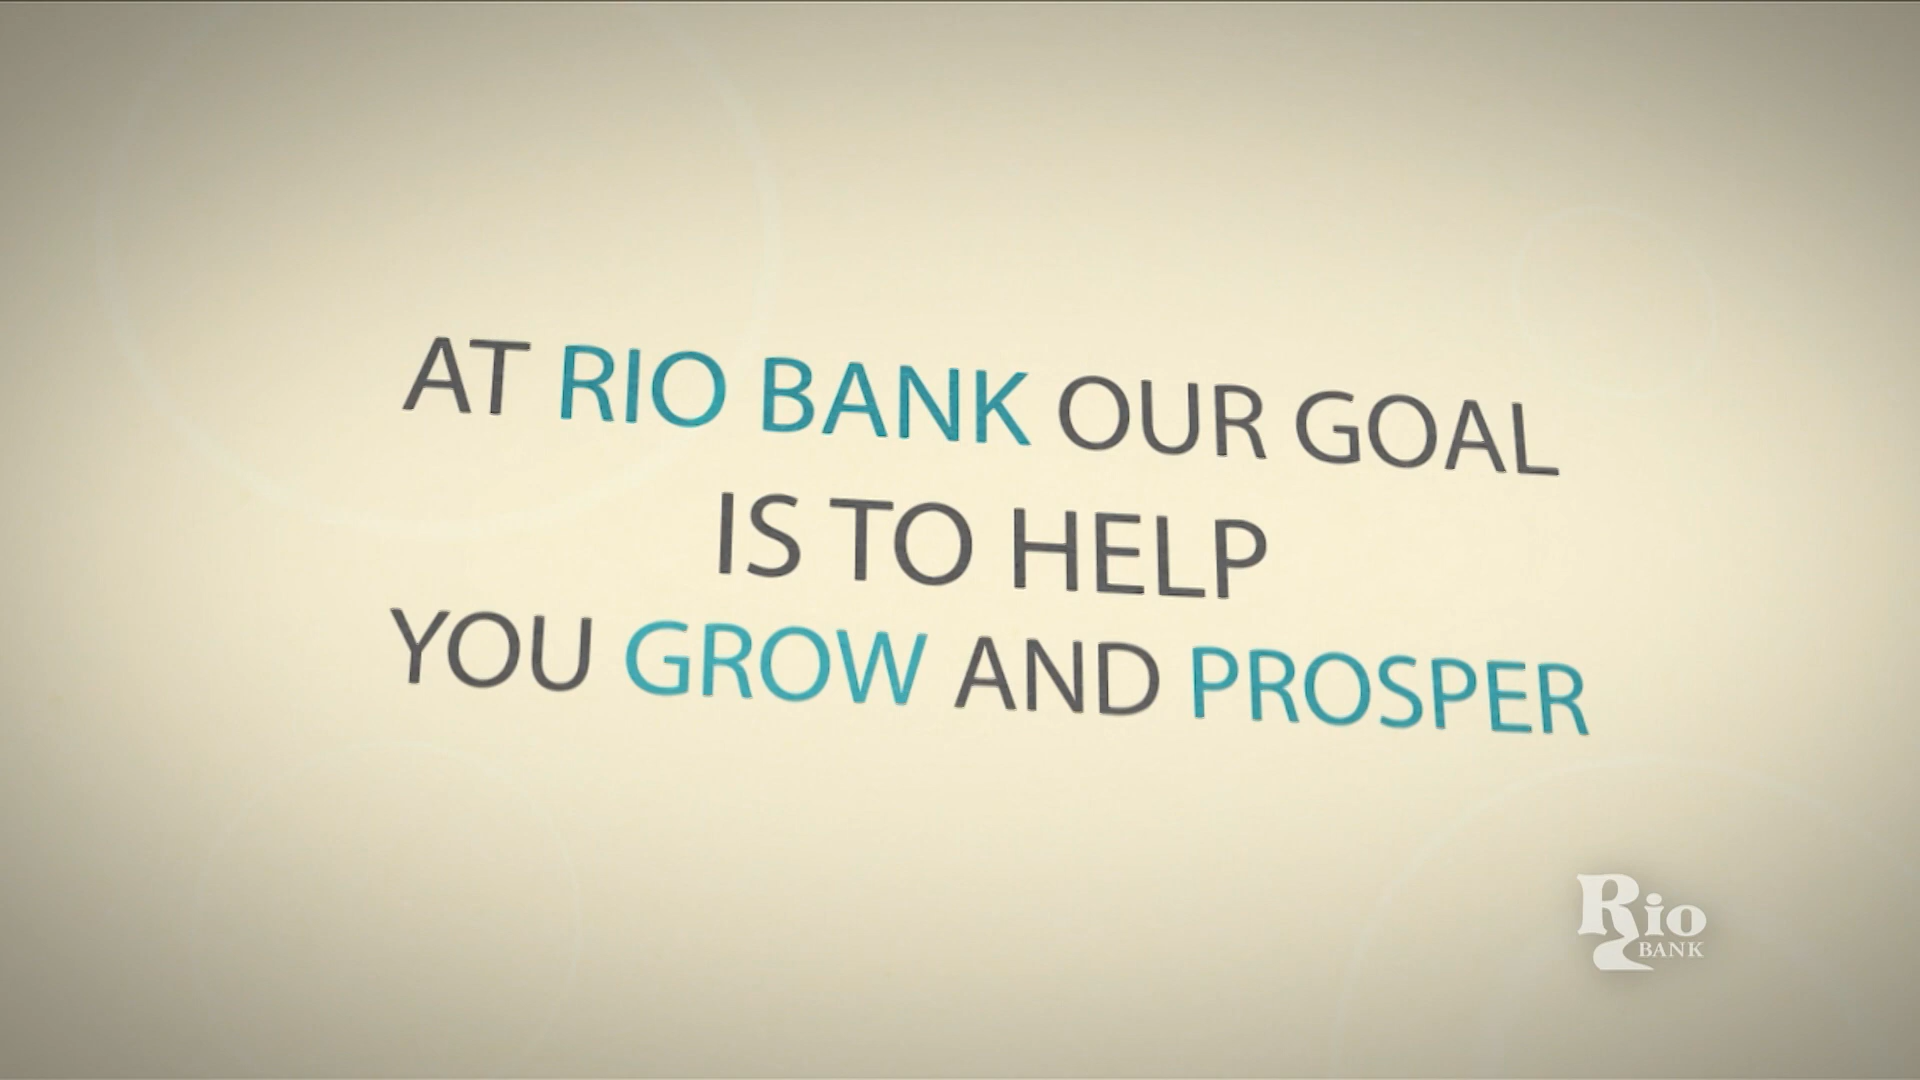 AT RIO BANK OUR GOAL
IS TO HELP
YOU GROW AND PROSPER
Rio
BANK